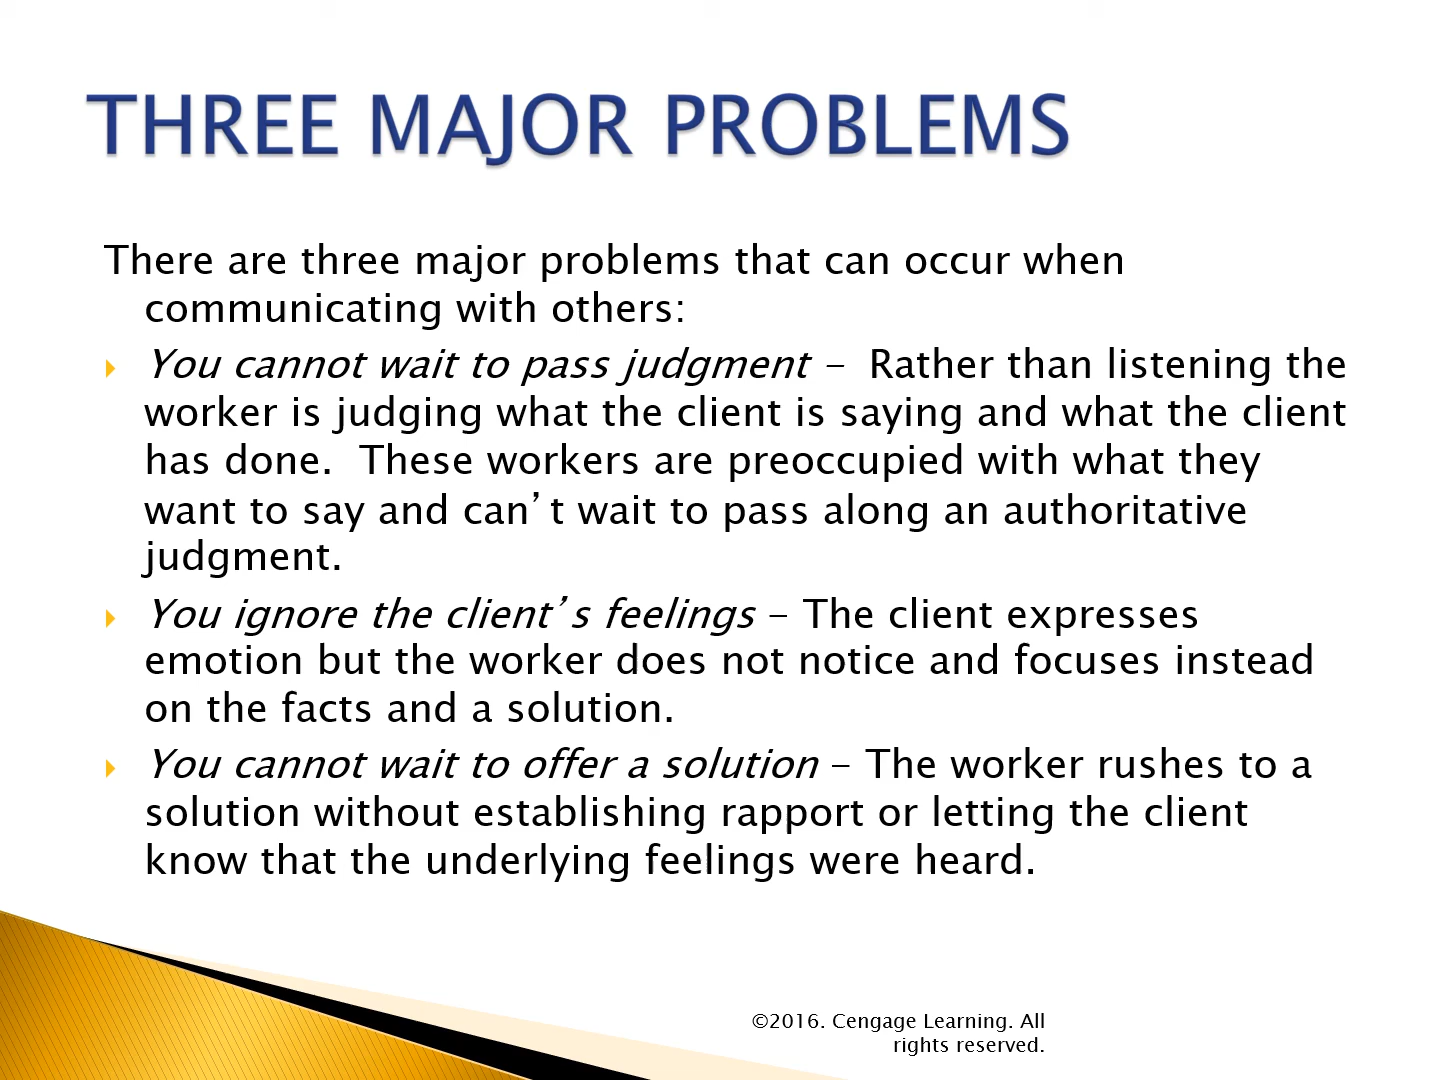 THREE MAJOR PROBLEMS
There are three major problems that can occur when
communicating with others:
You cannot wait to pass judgment – Rather than listening the
worker is judging what the client is saying and what the client
has done.  These workers are preoccupied with what they
want to say and can’t wait to pass along an authoritative
judgment.
You ignore the client’s feelings – The client expresses
emotion but the worker does not notice and focuses instead
on the facts and a solution.
You cannot wait to offer a solution – The worker rushes to a
solution without establishing rapport or letting the client
know that the underlying feelings were heard.
©2016. Cengage Learning. All
rights reserved.